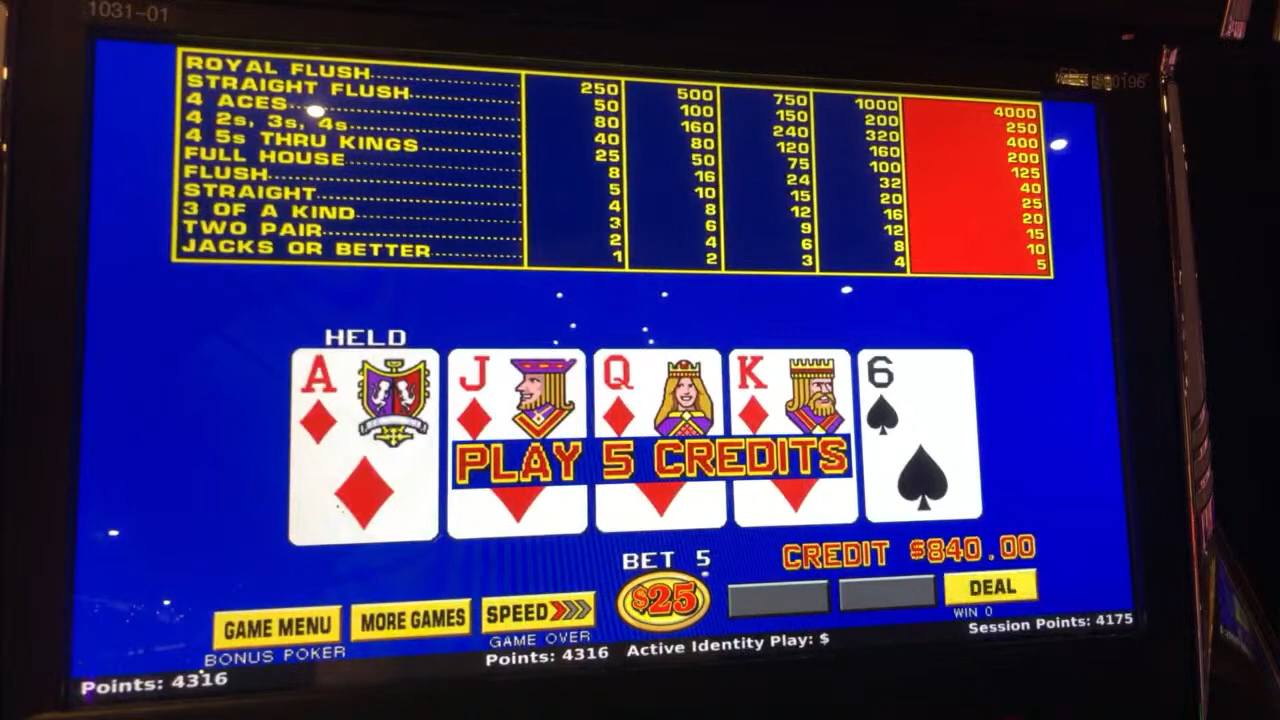 1031-01
ROYAL FLUSH 250 500 750 1000 4000
STRAIGHT FLUSH 50 100 150 200 250
4 ACES 80 160 240 320 400
4 2s, 3s, 4s 40 80 120 160 200
4 5s THRU KINGS 25 50 75 100 125
FULL HOUSE 8 16 24 32 40
FLUSH 5 10 15 20 25
STRAIGHT 4 8 12 16 20
3 OF A KIND 3 6 9 12 15
TWO PAIR 2 4 6 8 10
JACKS OR BETTER 1 2 3 4 5
HELD
A J Q K 6
PLAY 5 CREDITS
BET 5 CREDIT $840.00
GAME MENU MORE GAMES SPEED $25 DEAL
BONUS POKER GAME OVER WIN 0
Points: 4316 Points: 4316 Active Identity Play: $ Session Points: 4175